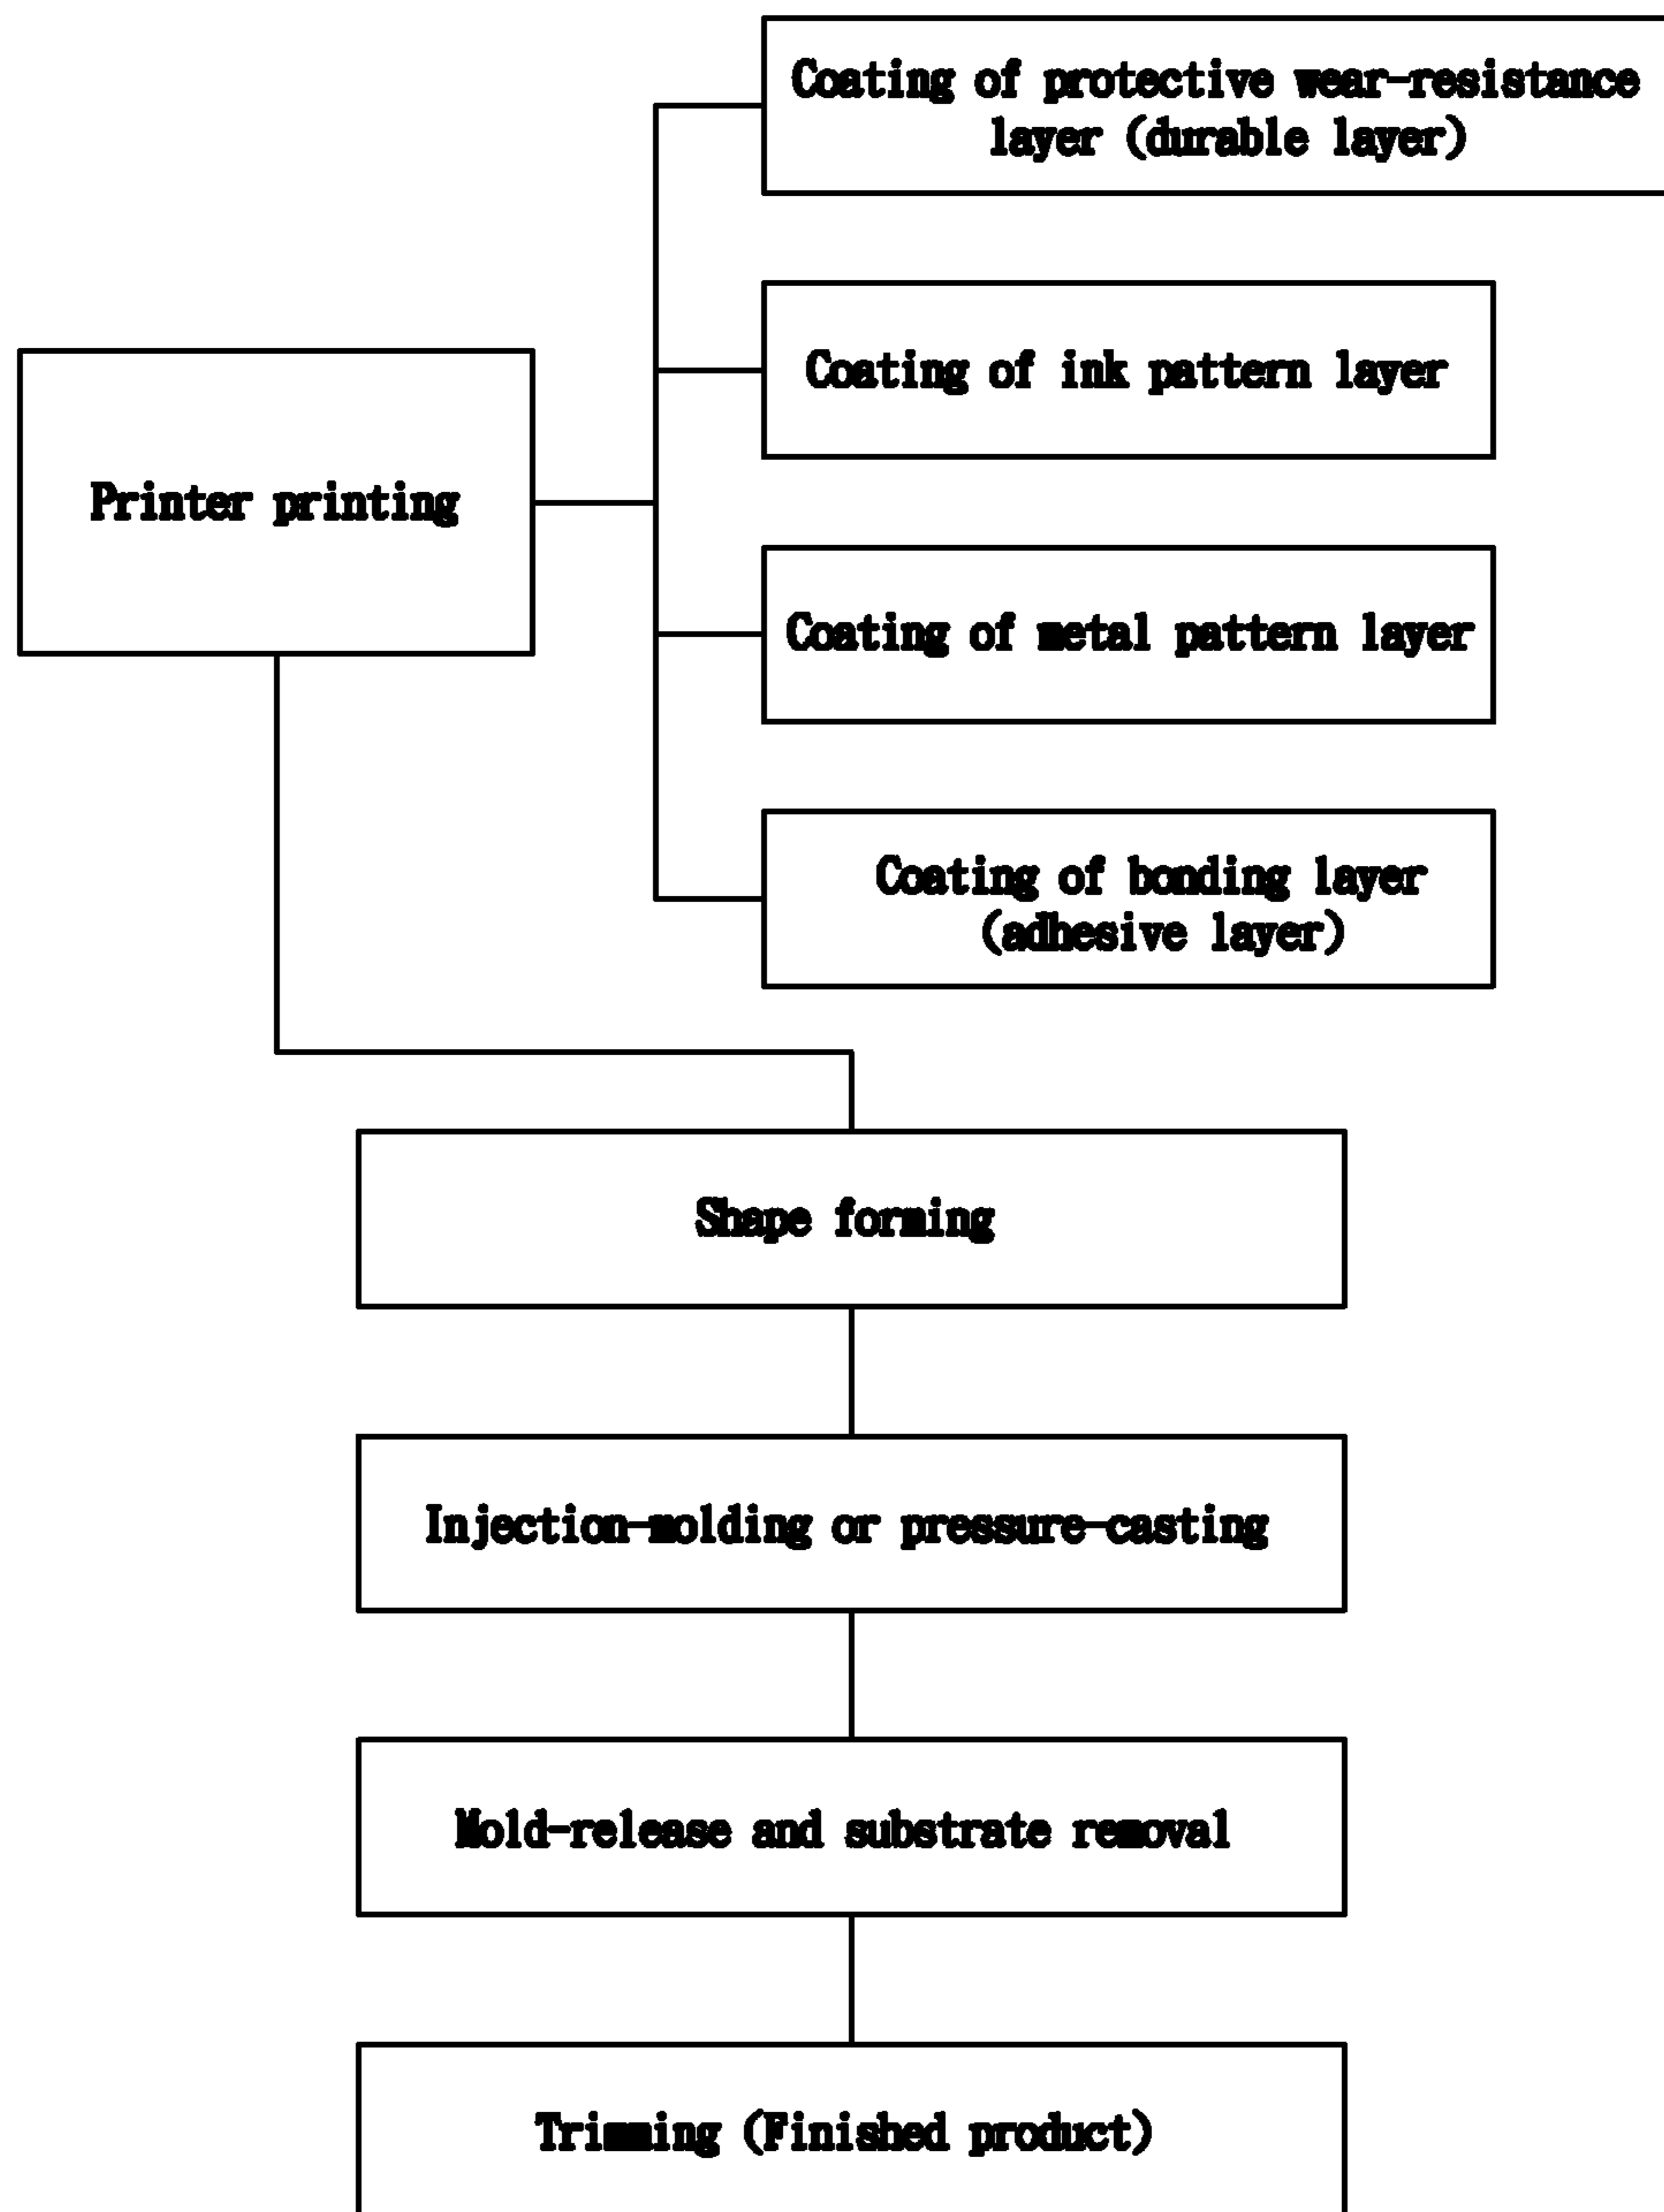 Coating of protective wear-resistance
layer (durable layer)
Coating of ink pattern layer
Printer printing
Coating of metal pattern layer
Coating of bonding layer
(adhesive layer)
Shape forming
Injection-molding or pressure-casting
Mold-release and substrate removal
Trimming (Finished product)